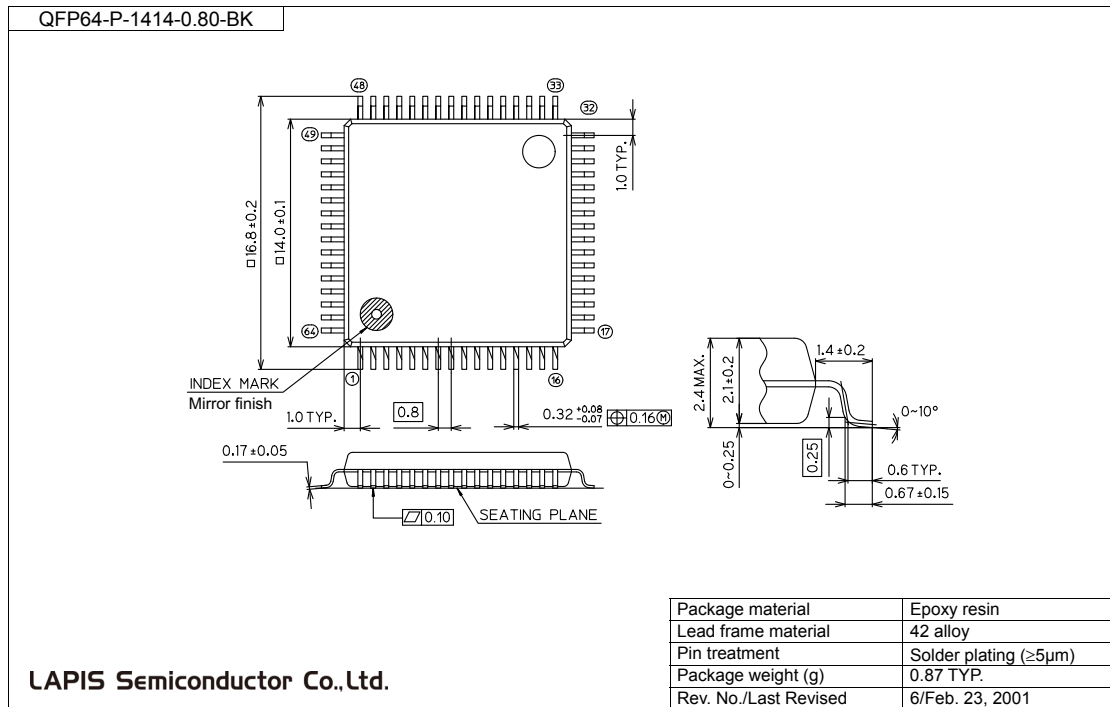 QFP64-P-1414-0.80-BK
48
33
32
49
1.0 TYP.
□16.8±0.2
□14.0±0.1
64
17
1
16
INDEX MARK
Mirror finish
1.0 TYP.
0.8
0.32 +0.08 -0.07 ⌖ 0.16Ⓜ
0.17±0.05
▱ 0.10
SEATING PLANE
2.4 MAX.
2.1±0.2
1.4±0.2
0~0.25
0.25
0~10°
0.6 TYP.
0.67±0.15
Package material Epoxy resin
Lead frame material 42 alloy
Pin treatment Solder plating (≥5μm)
Package weight (g) 0.87 TYP.
Rev. No./Last Revised 6/Feb. 23, 2001
LAPIS Semiconductor Co., Ltd.